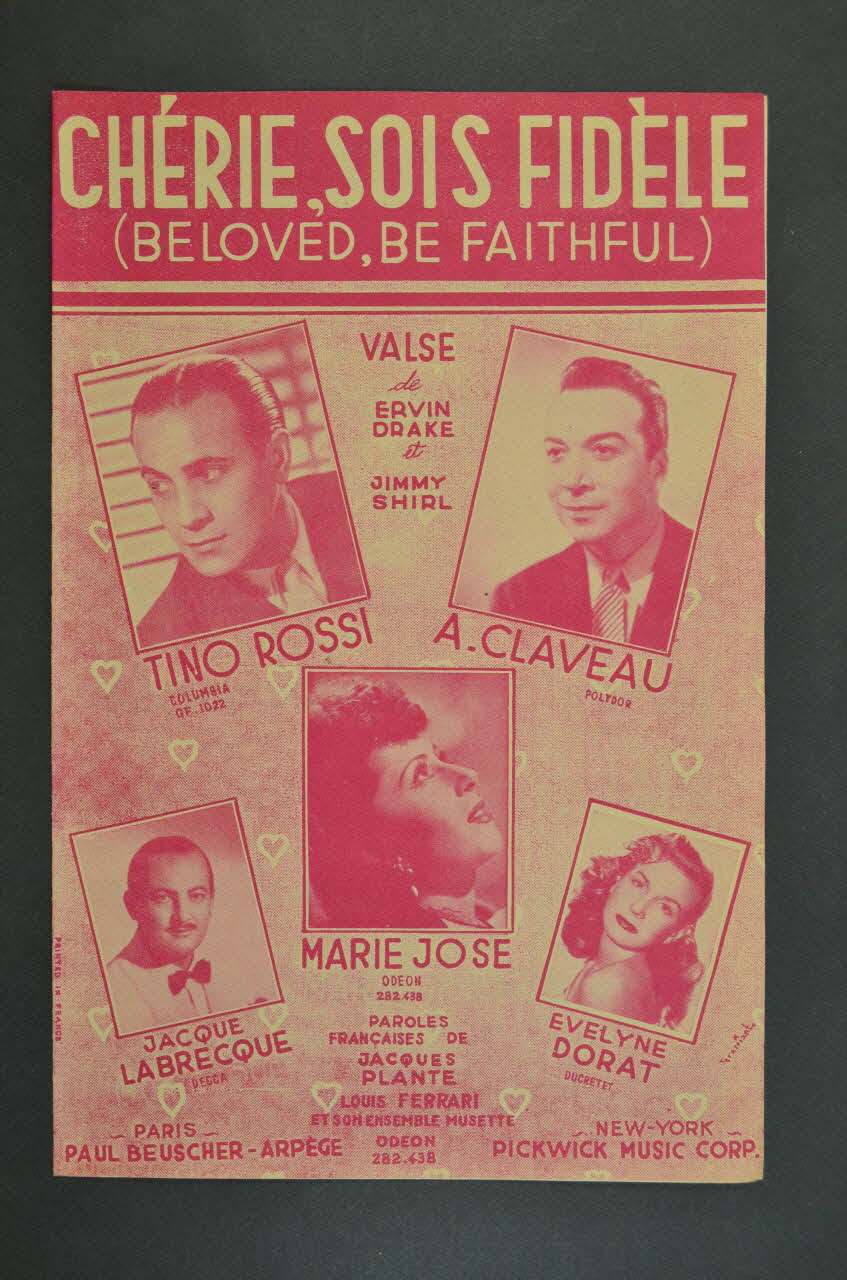 CHÉRIE, SOIS FIDÈLE
(BELOVED, BE FAITHFUL)
VALSE
de
ERVIN
DRAKE
et
JIMMY
SHIRL
TINO ROSSI
COLUMBIA
GF.1022
A. CLAVEAU
POLYDOR
MARIE JOSE
ODEON
282.438
JACQUE
LABRECQUE
DECCA
EVELYNE
DORAT
DUCRETET
PAROLES
FRANÇAISES DE
JACQUES
PLANTE
LOUIS FERRARI
ET SON ENSEMBLE MUSETTE
ODEON
282.438
PARIS
PAUL BEUSCHER-ARPÈGE
NEW-YORK
PICKWICK MUSIC CORP.
PRINTED IN FRANCE